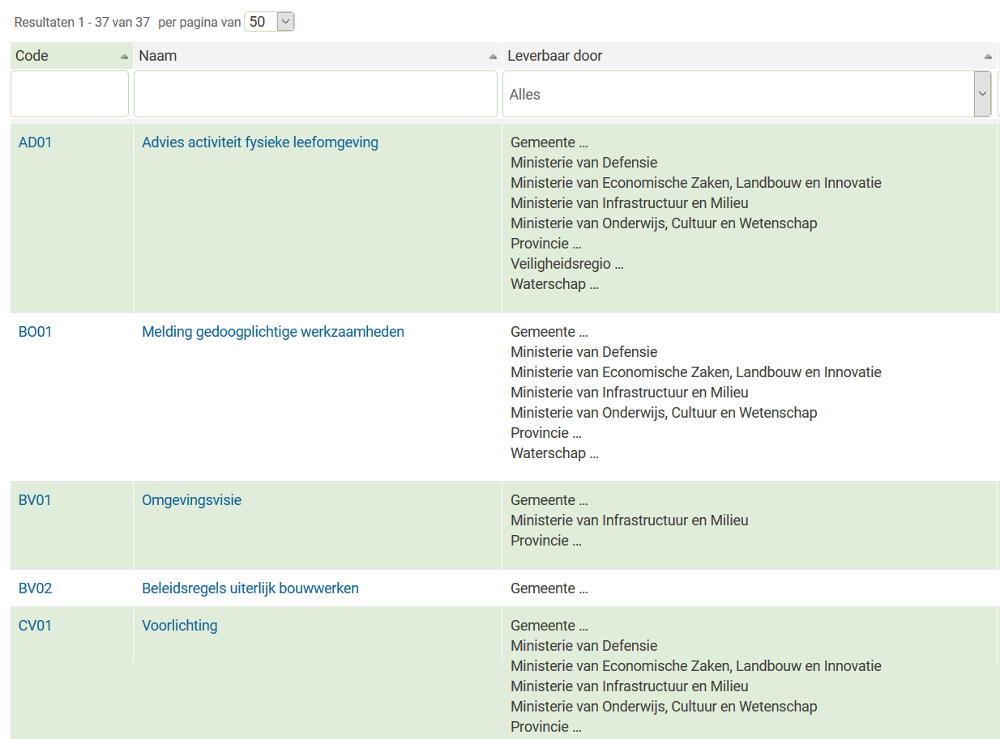 Resultaten 1 - 37 van 37 per pagina van 50
Code Naam Leverbaar door
Alles
AD01 Advies activiteit fysieke leefomgeving Gemeente ...
Ministerie van Defensie
Ministerie van Economische Zaken, Landbouw en Innovatie
Ministerie van Infrastructuur en Milieu
Ministerie van Onderwijs, Cultuur en Wetenschap
Provincie ...
Veiligheidsregio ...
Waterschap ...
BO01 Melding gedoogplichtige werkzaamheden Gemeente ...
Ministerie van Defensie
Ministerie van Economische Zaken, Landbouw en Innovatie
Ministerie van Infrastructuur en Milieu
Ministerie van Onderwijs, Cultuur en Wetenschap
Provincie ...
Waterschap ...
BV01 Omgevingsvisie Gemeente ...
Ministerie van Infrastructuur en Milieu
Provincie ...
BV02 Beleidsregels uiterlijk bouwwerken Gemeente ...
CV01 Voorlichting Gemeente ...
Ministerie van Defensie
Ministerie van Economische Zaken, Landbouw en Innovatie
Ministerie van Infrastructuur en Milieu
Ministerie van Onderwijs, Cultuur en Wetenschap
Provincie ...